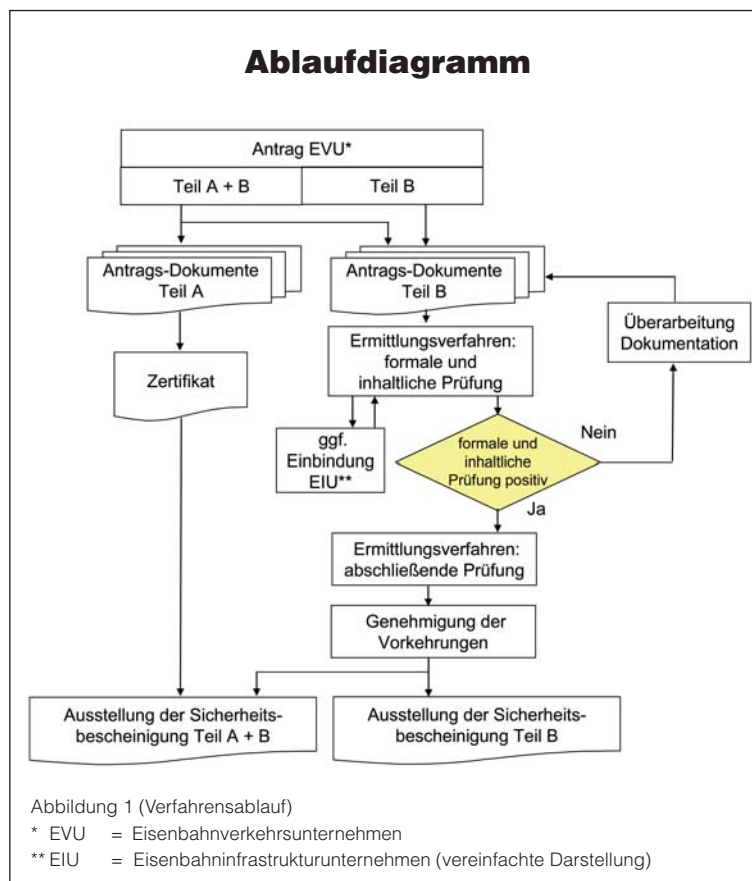 Ablaufdiagramm
Antrag EVU*
Teil A + B
Teil B
Antrags-Dokumente
Teil A
Antrags-Dokumente
Teil B
Überarbeitung
Dokumentation
Zertifikat
Ermittlungsverfahren:
formale und
inhaltliche Prüfung
ggf.
Einbindung
EIU**
formale und
inhaltliche
Prüfung positiv
Nein
Ja
Ermittlungsverfahren:
abschließende Prüfung
Genehmigung der
Vorkehrungen
Ausstellung der Sicherheits-
bescheinigung Teil A + B
Ausstellung der Sicherheits-
bescheinigung Teil B
Abbildung 1 (Verfahrensablauf)
* EVU = Eisenbahnverkehrsunternehmen
** EIU = Eisenbahninfrastrukturunternehmen (vereinfachte Darstellung)